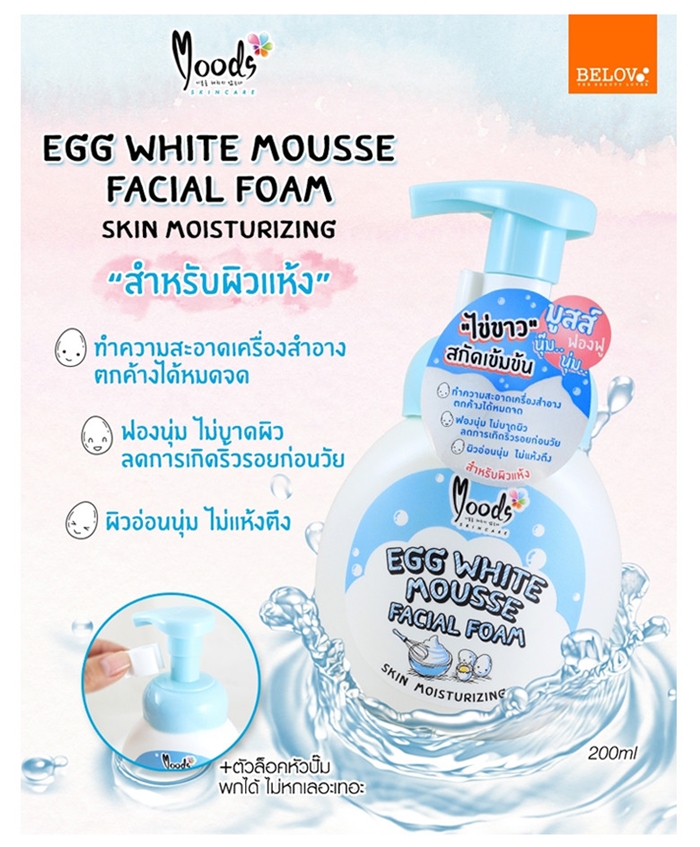 Moods
SKINCARE
BELOV
FOR BEAUTY LOVER
EGG WHITE MOUSSE
FACIAL FOAM
SKIN MOISTURIZING
"สำหรับผิวแห้ง"
ทำความสะอาดเครื่องสำอาง
ตกค้างได้หมดจด
ฟองนุ่ม ไม่บาดผิว
ลดการเกิดริ้วรอยก่อนวัย
ผิวอ่อนนุ่ม ไม่แห้งตึง
"ไข่ขาว"
สกัดเข้มข้น
มูสส์
ฟองฟู
นุ๊ม..นุ่ม..
ทำความสะอาดเครื่องสำอาง
ตกค้างได้หมดจด
ฟองนุ่ม ไม่บาดผิว
ลดการเกิดริ้วรอยก่อนวัย
ผิวอ่อนนุ่ม ไม่แห้งตึง
สำหรับผิวแห้ง
Moods
SKINCARE
EGG WHITE
MOUSSE
FACIAL FOAM
SKIN MOISTURIZING
Moods
+ตัวล็อคหัวปั๊ม
พกได้ ไม่หกเลอะเทอะ
200ml